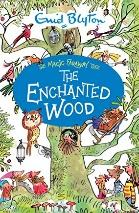 Enid Blyton
THE MAGIC FARAWAY TREE
THE
ENCHANTED
WOOD